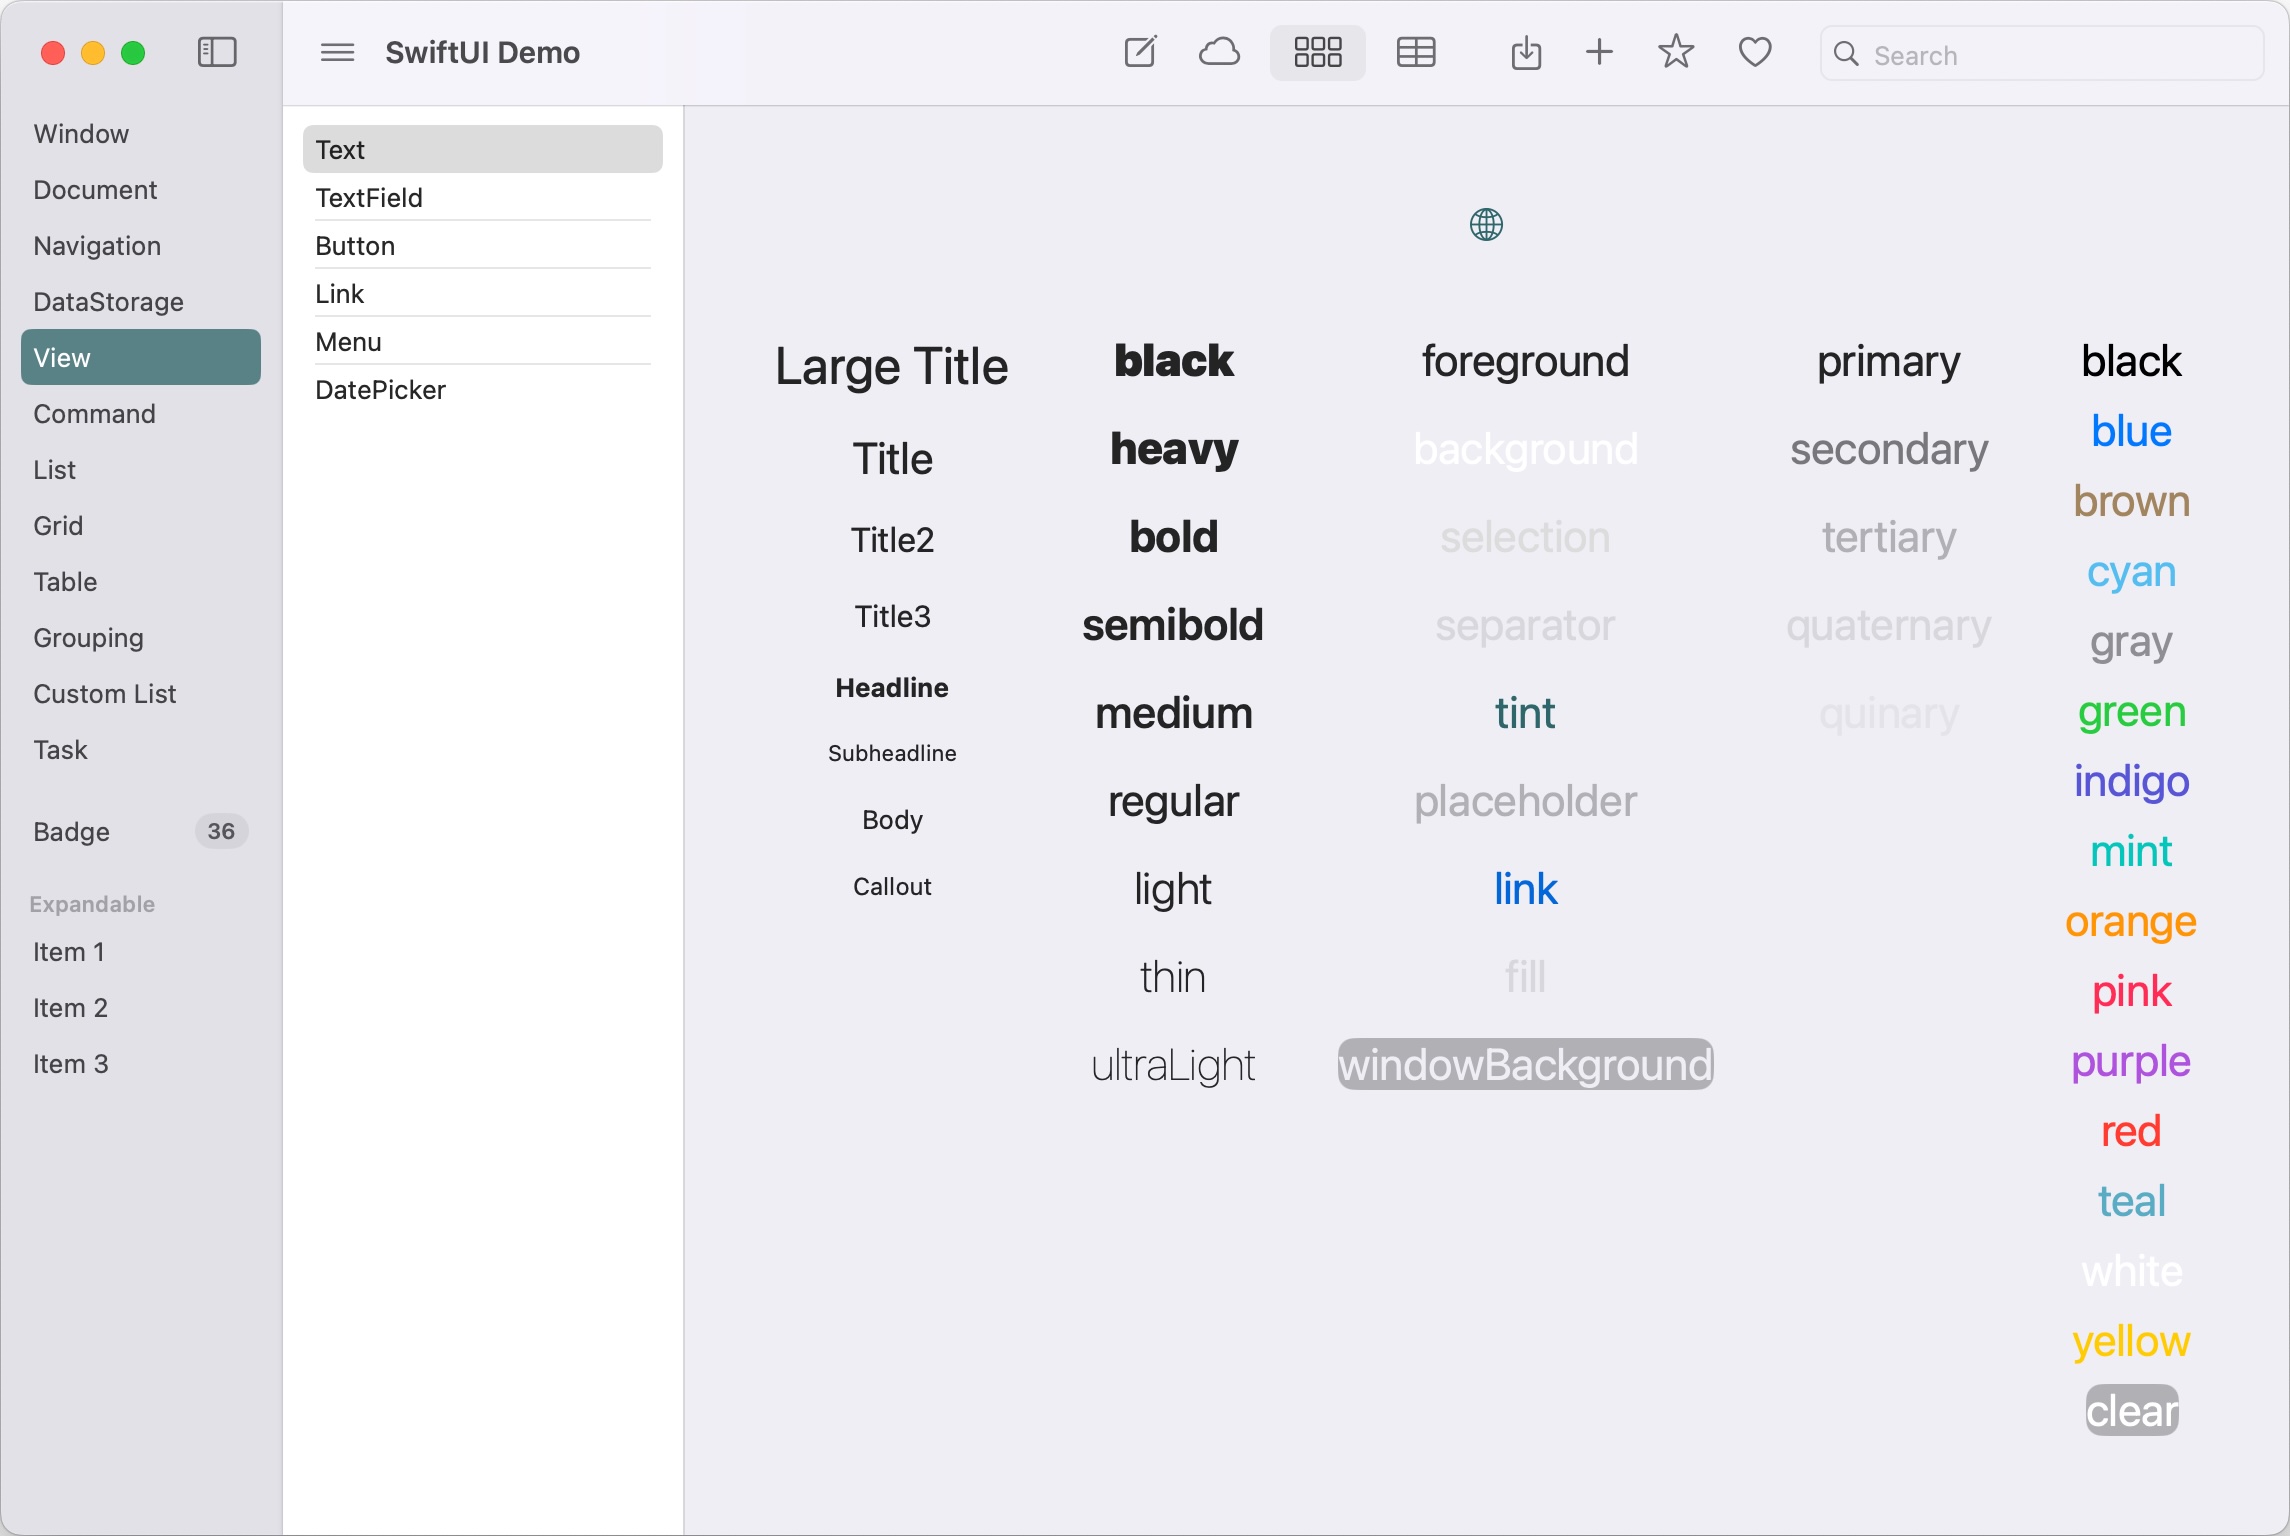 SwiftUI Demo
Search
Window
Document
Navigation
DataStorage
View
Command
List
Grid
Table
Grouping
Custom List
Task
Badge 36
Expandable
Item 1
Item 2
Item 3
Text
TextField
Button
Link
Menu
DatePicker
Large Title
Title
Title2
Title3
Headline
Subheadline
Body
Callout
black
heavy
bold
semibold
medium
regular
light
thin
ultraLight
foreground
background
selection
separator
tint
placeholder
link
fill
windowBackground
primary
secondary
tertiary
quaternary
quinary
black
blue
brown
cyan
gray
green
indigo
mint
orange
pink
purple
red
teal
white
yellow
clear